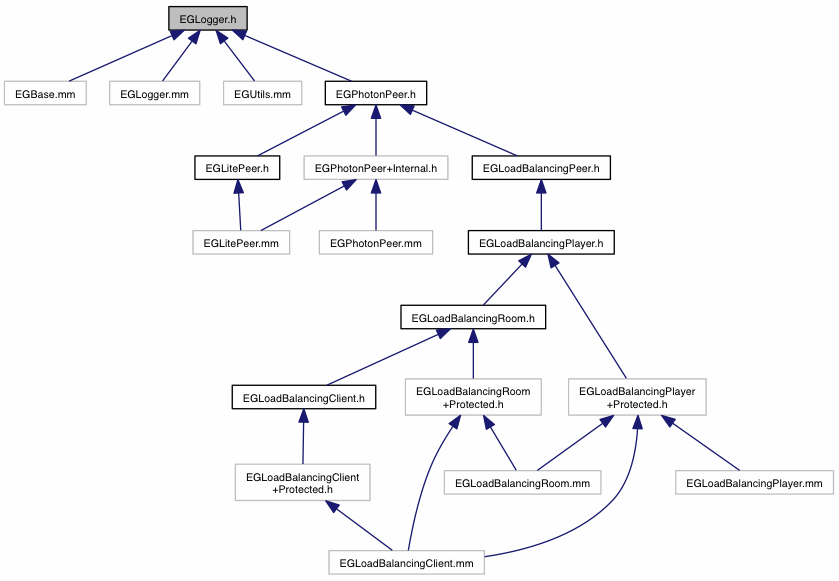 EGLogger.h
EGBase.mm
EGLogger.mm
EGUtils.mm
EGPhotonPeer.h
EGLitePeer.h
EGPhotonPeer+Internal.h
EGLoadBalancingPeer.h
EGLitePeer.mm
EGPhotonPeer.mm
EGLoadBalancingPlayer.h
EGLoadBalancingRoom.h
EGLoadBalancingClient.h
EGLoadBalancingRoom
+Protected.h
EGLoadBalancingPlayer
+Protected.h
EGLoadBalancingClient
+Protected.h
EGLoadBalancingRoom.mm
EGLoadBalancingPlayer.mm
EGLoadBalancingClient.mm